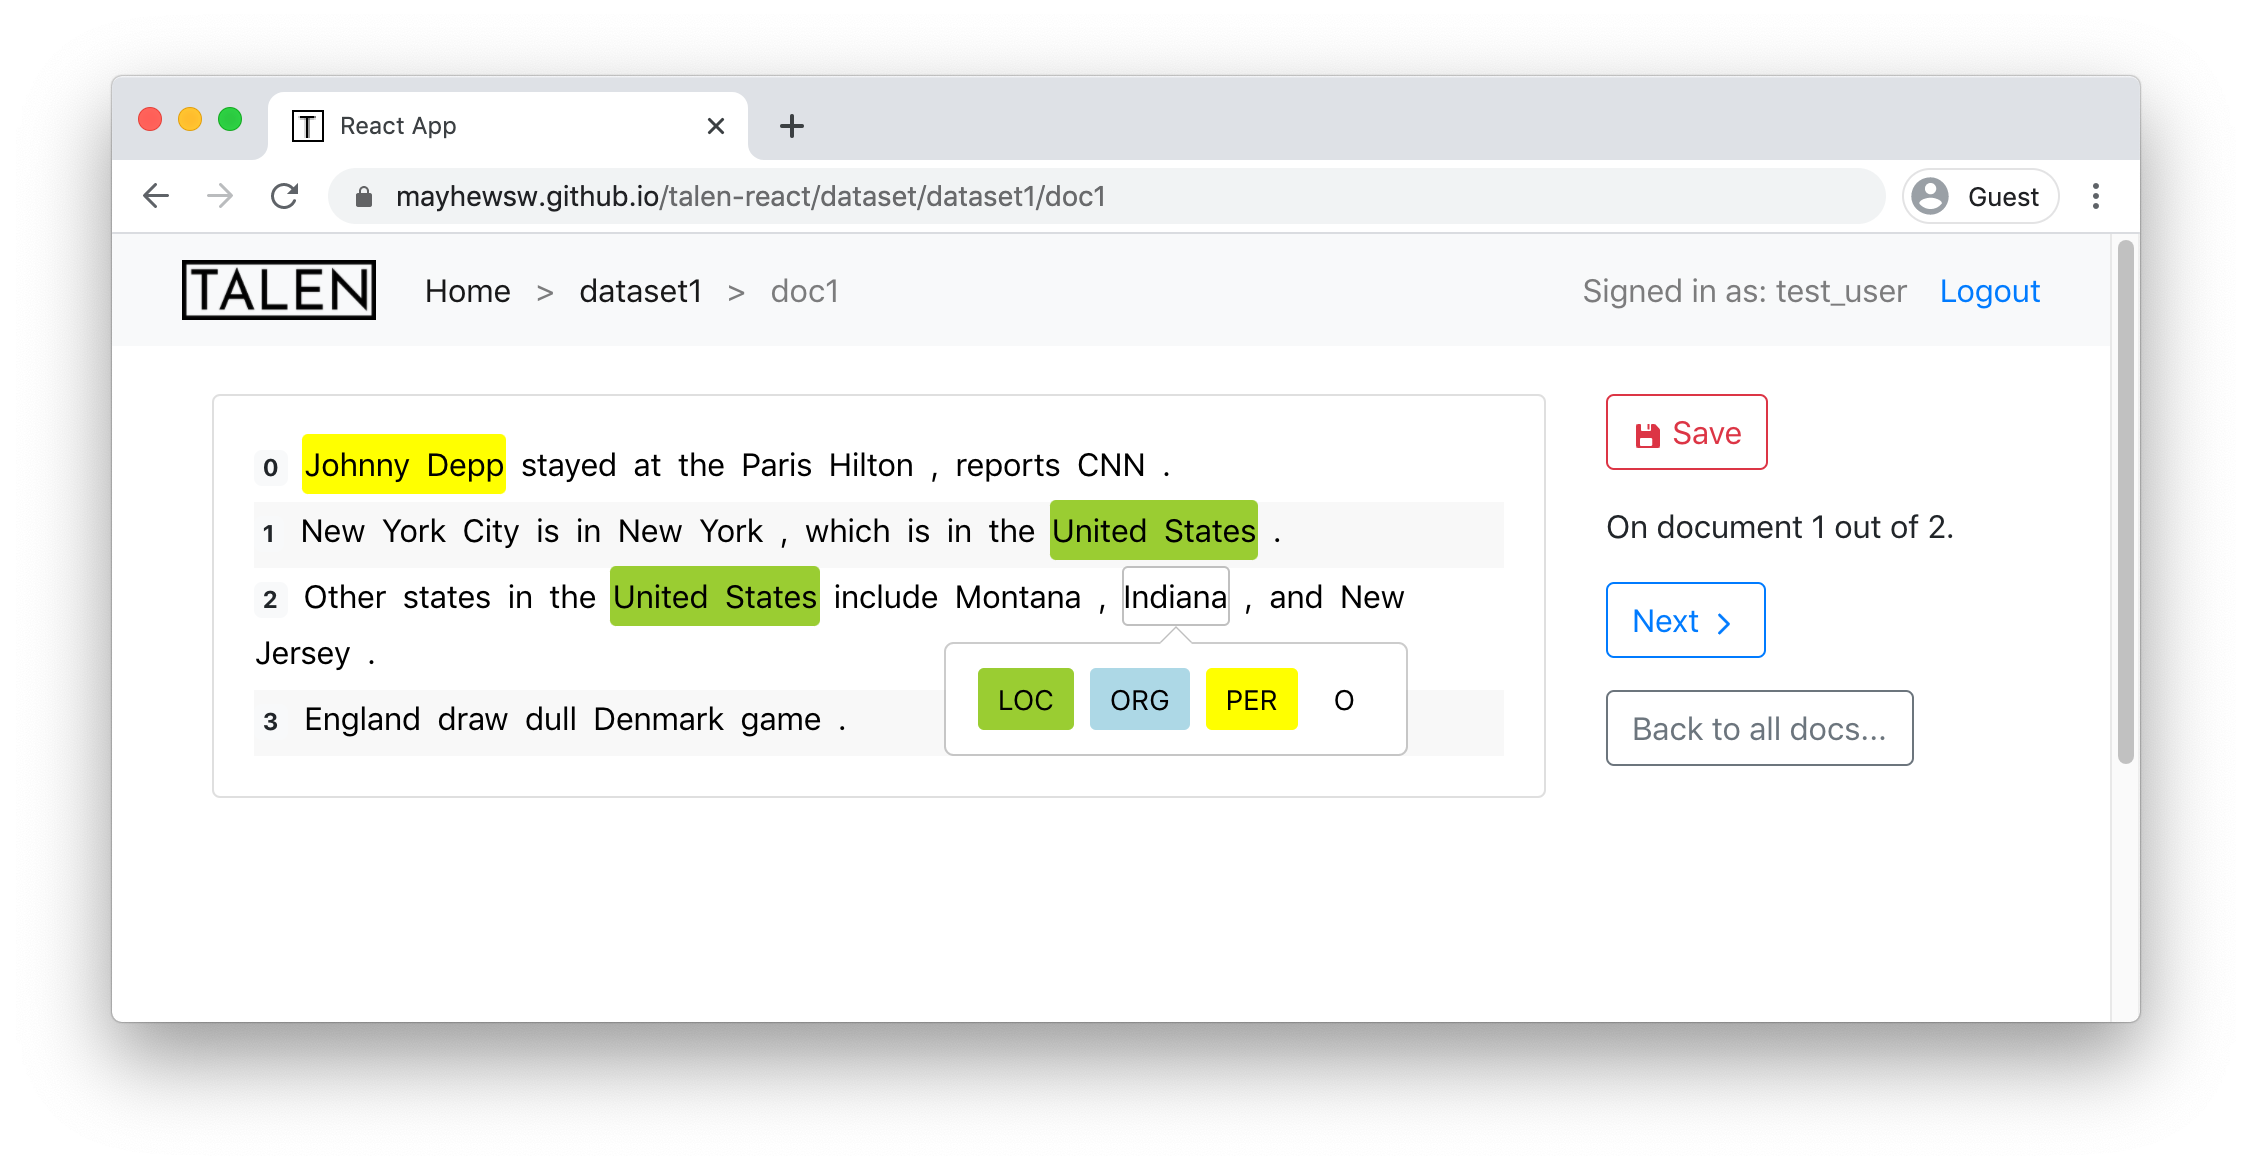 T React App
mayhewsw.github.io/talen-react/dataset/dataset1/doc1 Guest
TALEN Home > dataset1 > doc1 Signed in as: test_user Logout
0 Johnny Depp stayed at the Paris Hilton , reports CNN .
1 New York City is in New York , which is in the United States .
2 Other states in the United States include Montana , Indiana , and New
Jersey .
LOC ORG PER O
3 England draw dull Denmark game .
Save
On document 1 out of 2.
Next
Back to all docs...